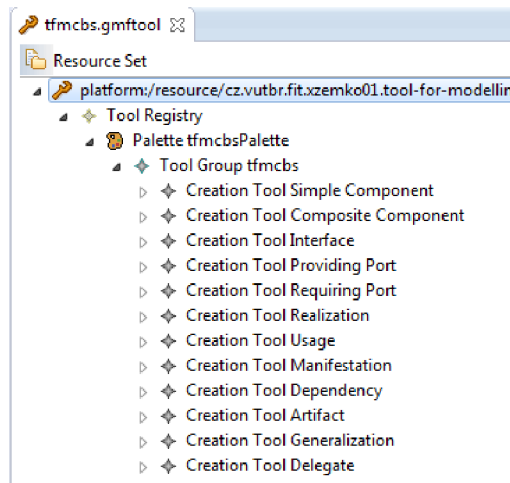 tfmcbs.gmftool
Resource Set
platform:/resource/cz.vutbr.fit.xzemko01.tool-for-modellin
Tool Registry
Palette tfmcbsPalette
Tool Group tfmcbs
Creation Tool Simple Component
Creation Tool Composite Component
Creation Tool Interface
Creation Tool Providing Port
Creation Tool Requiring Port
Creation Tool Realization
Creation Tool Usage
Creation Tool Manifestation
Creation Tool Dependency
Creation Tool Artifact
Creation Tool Generalization
Creation Tool Delegate